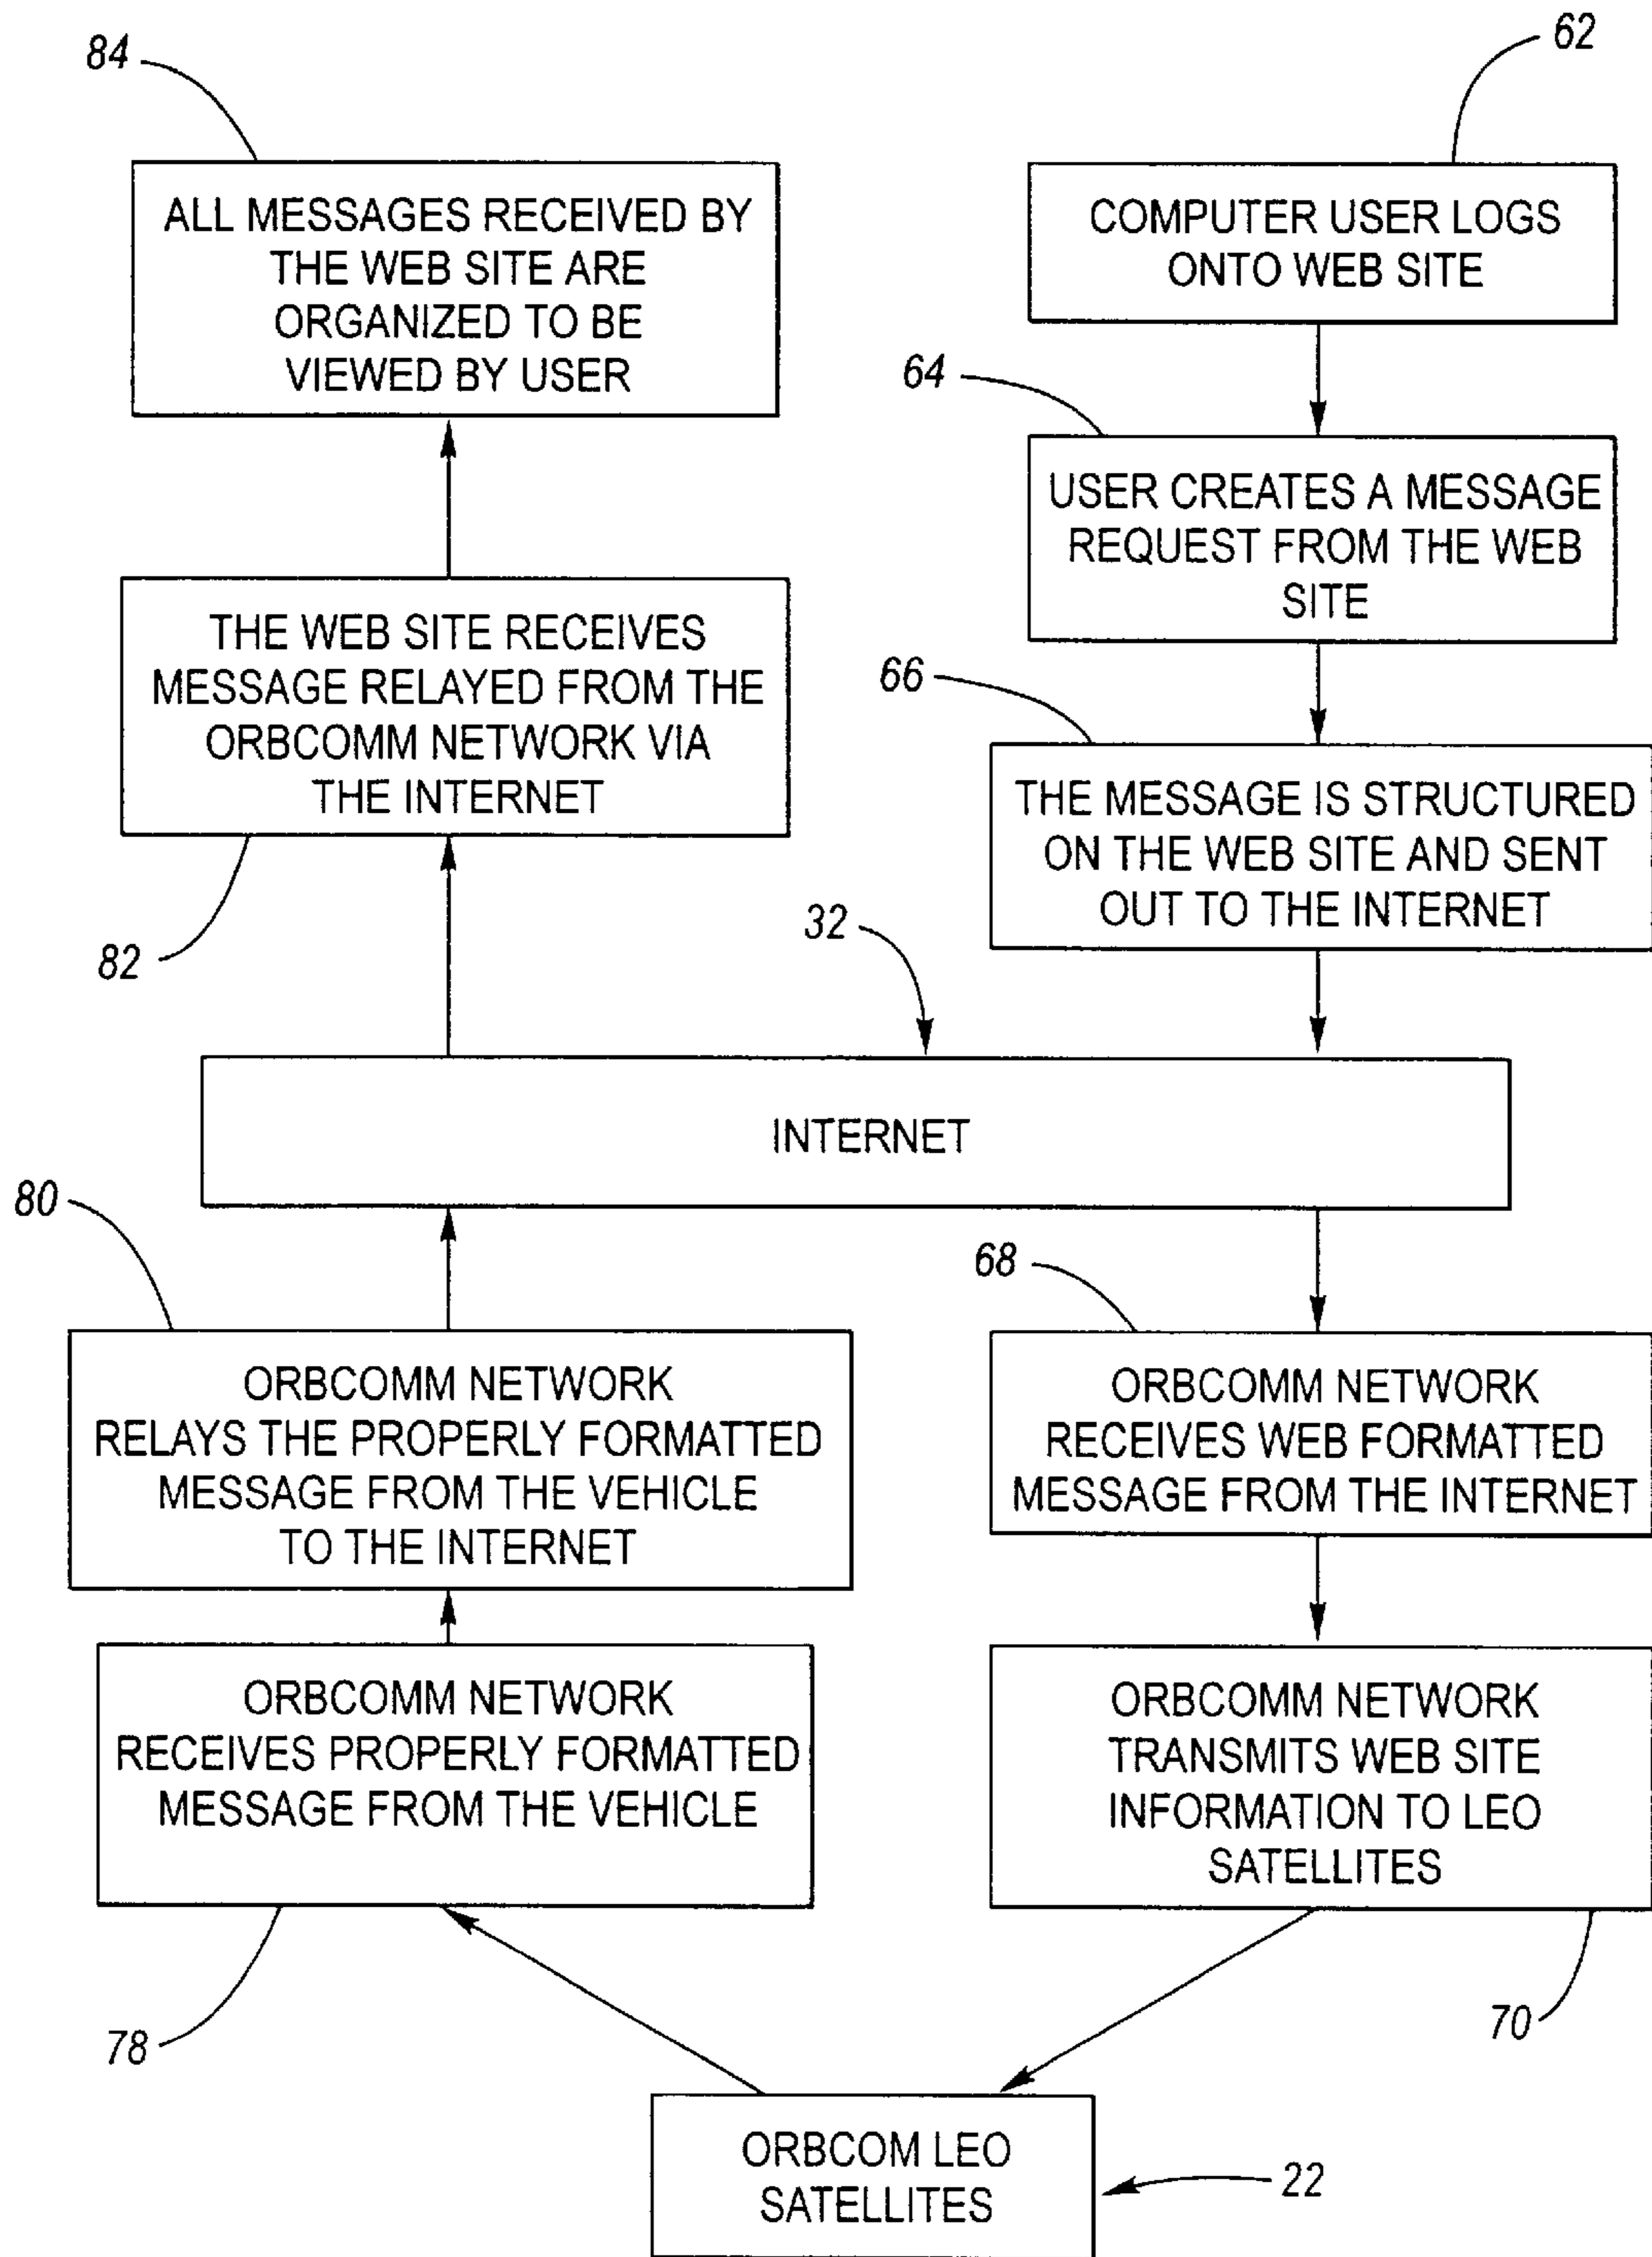 84
ALL MESSAGES RECEIVED BY
THE WEB SITE ARE
ORGANIZED TO BE
VIEWED BY USER
62
COMPUTER USER LOGS
ONTO WEB SITE
64
USER CREATES A MESSAGE
REQUEST FROM THE WEB
SITE
THE WEB SITE RECEIVES
MESSAGE RELAYED FROM THE
ORBCOMM NETWORK VIA
THE INTERNET
82
66
THE MESSAGE IS STRUCTURED
ON THE WEB SITE AND SENT
OUT TO THE INTERNET
32
INTERNET
80
ORBCOMM NETWORK
RELAYS THE PROPERLY FORMATTED
MESSAGE FROM THE VEHICLE
TO THE INTERNET
68
ORBCOMM NETWORK
RECEIVES WEB FORMATTED
MESSAGE FROM THE INTERNET
ORBCOMM NETWORK
RECEIVES PROPERLY FORMATTED
MESSAGE FROM THE VEHICLE
78
ORBCOMM NETWORK
TRANSMITS WEB SITE
INFORMATION TO LEO
SATELLITES
70
ORBCOM LEO
SATELLITES
22